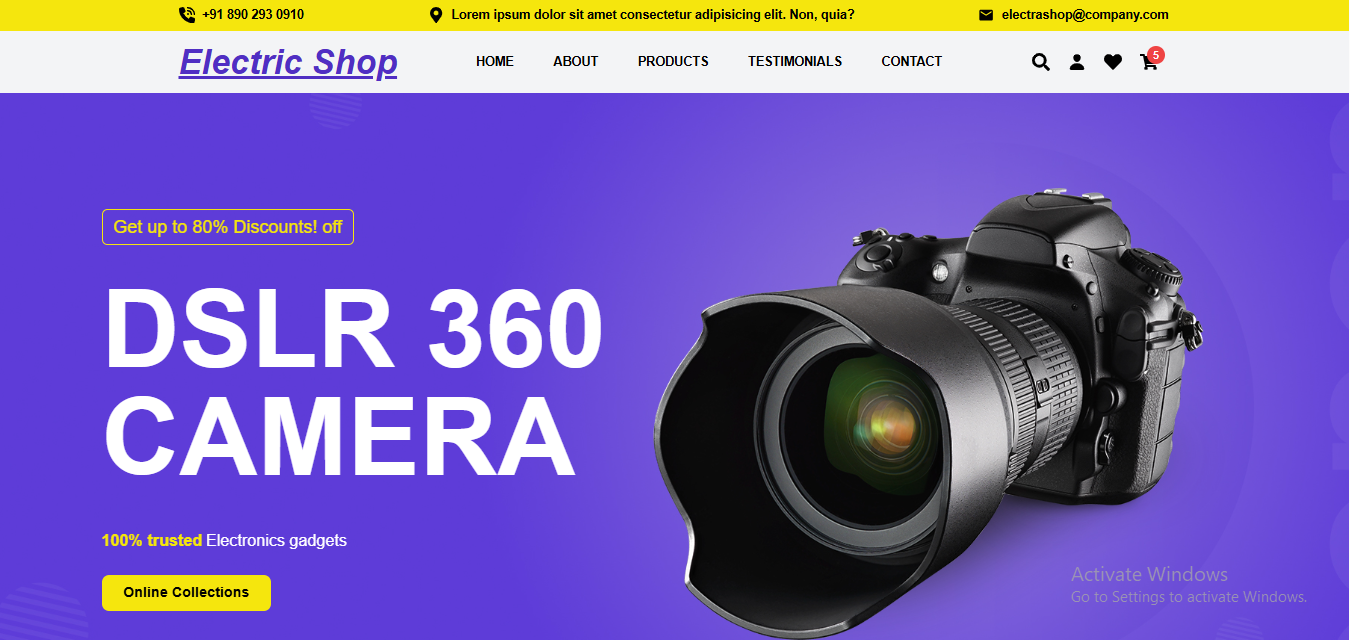 +91 890 293 0910
Lorem ipsum dolor sit amet consectetur adipisicing elit. Non, quia?
electrashop@company.com
Electric Shop
HOME
ABOUT
PRODUCTS
TESTIMONIALS
CONTACT
5
Get up to 80% Discounts! off
DSLR 360
CAMERA
100% trusted Electronics gadgets
Online Collections
Activate Windows
Go to Settings to activate Windows.